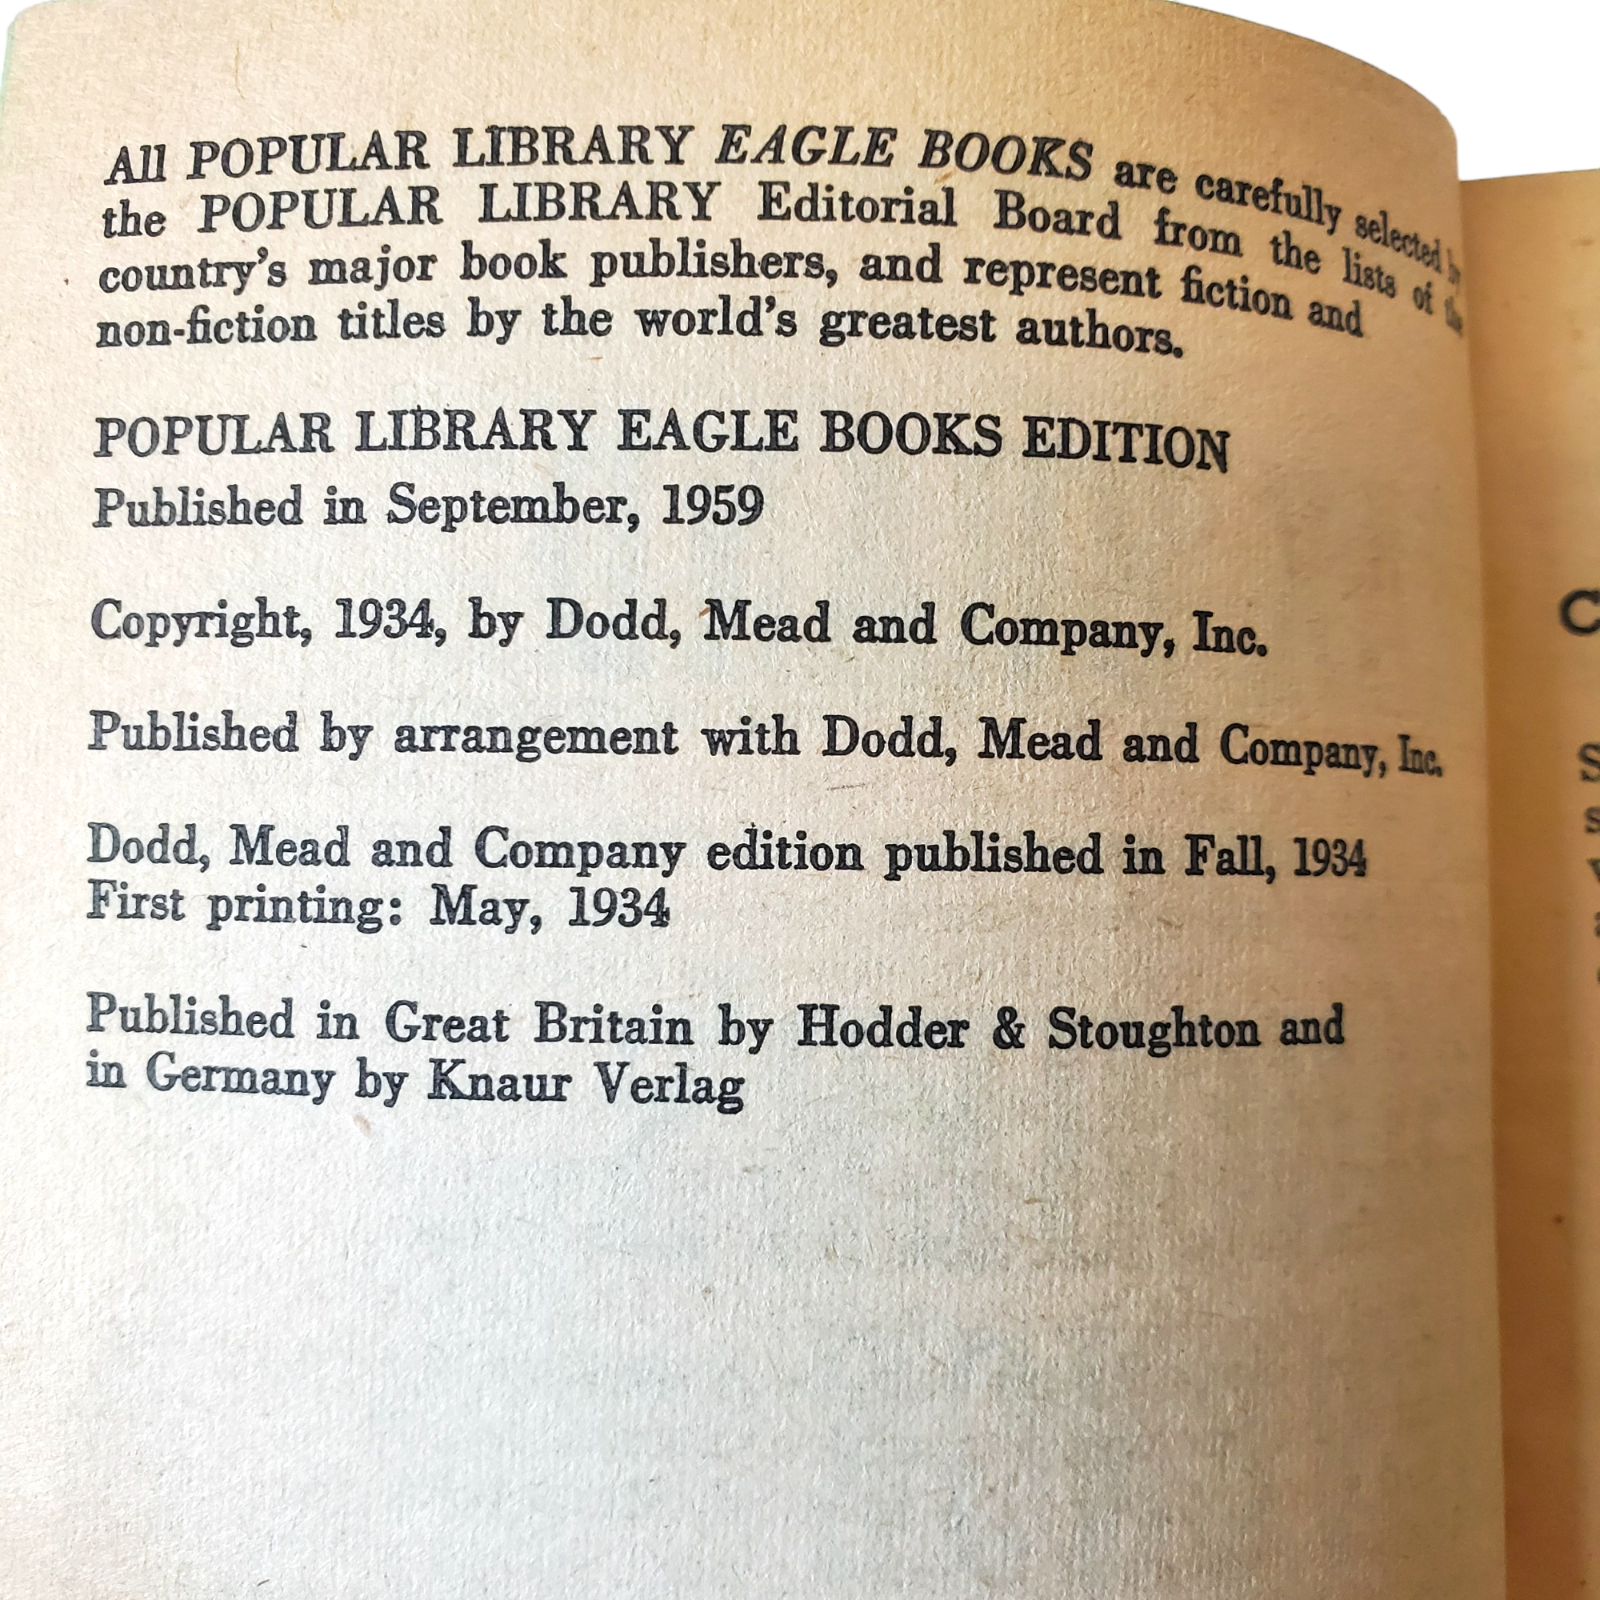 All POPULAR LIBRARY EAGLE BOOKS are carefully selected by
the POPULAR LIBRARY Editorial Board from the lists of the
country's major book publishers, and represent fiction and
non-fiction titles by the world's greatest authors.
POPULAR LIBRARY EAGLE BOOKS EDITION
Published in September, 1959
Copyright, 1934, by Dodd, Mead and Company, Inc.
Published by arrangement with Dodd, Mead and Company, Inc.
Dodd, Mead and Company edition published in Fall, 1934
First printing: May, 1934
Published in Great Britain by Hodder & Stoughton and
in Germany by Knaur Verlag